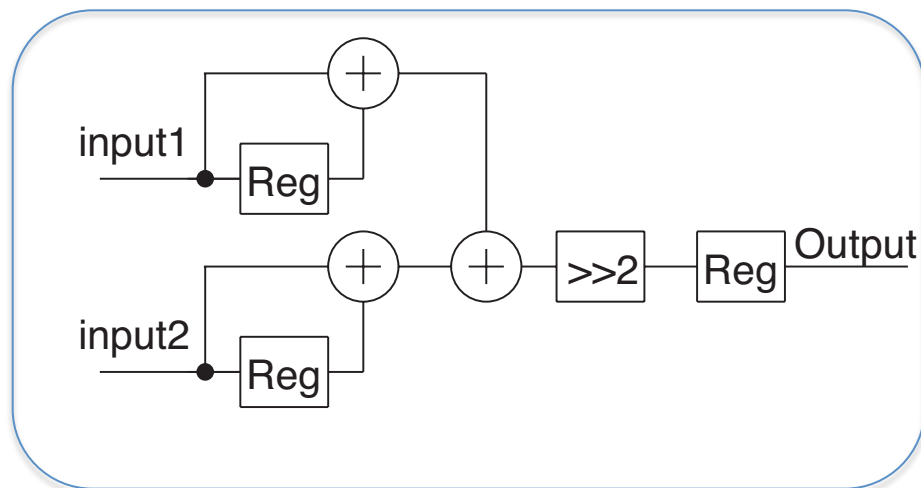 +
input1
Reg
+
+
>>2
Reg
Output
input2
Reg